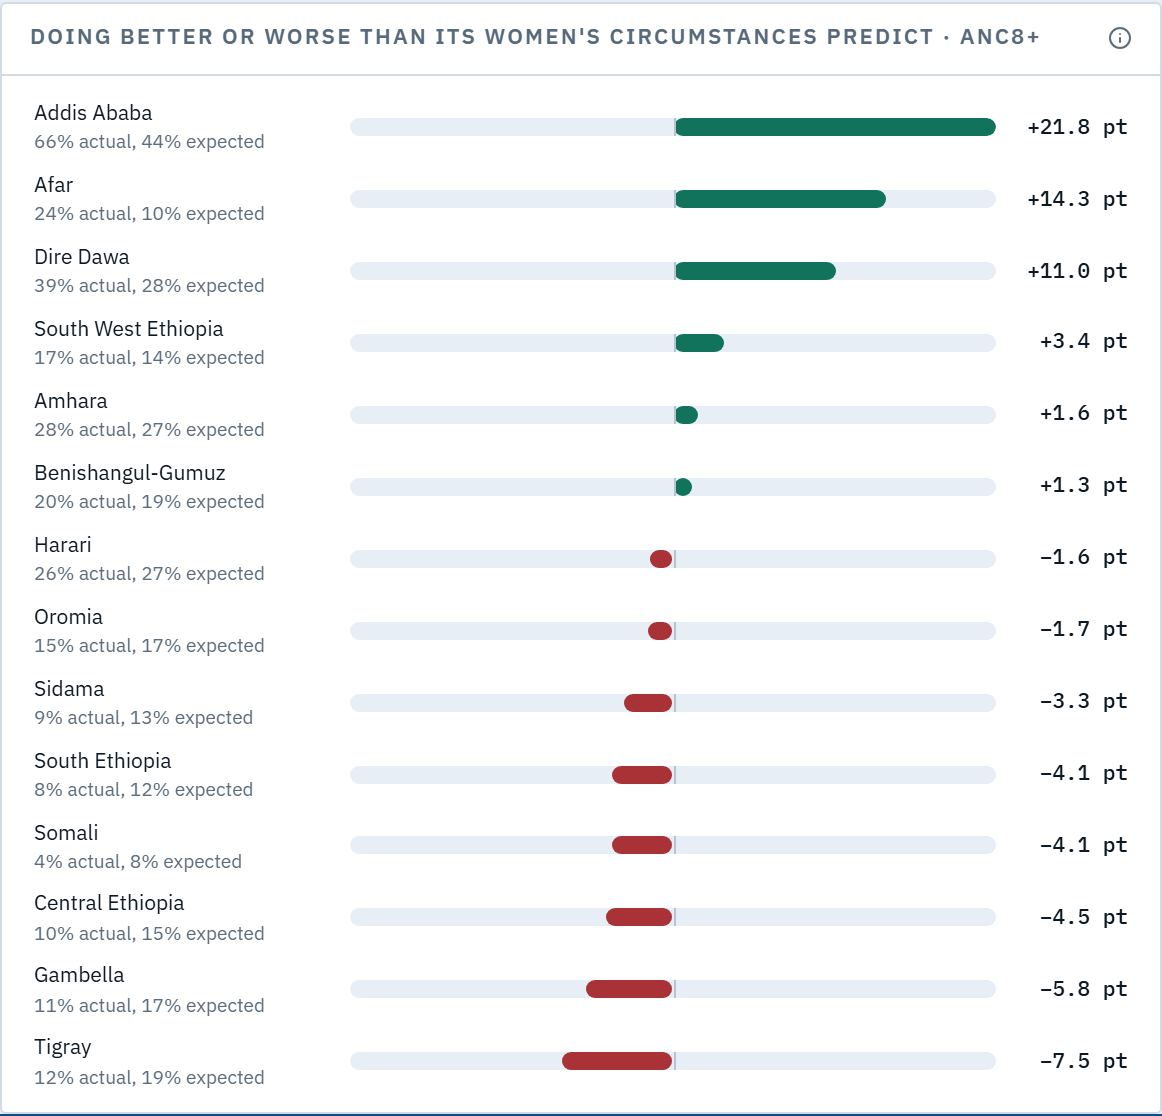 DOING BETTER OR WORSE THAN ITS WOMEN'S CIRCUMSTANCES PREDICT · ANC8+
Addis Ababa
66% actual, 44% expected
+21.8 pt
Afar
24% actual, 10% expected
+14.3 pt
Dire Dawa
39% actual, 28% expected
+11.0 pt
South West Ethiopia
17% actual, 14% expected
+3.4 pt
Amhara
28% actual, 27% expected
+1.6 pt
Benishangul-Gumuz
20% actual, 19% expected
+1.3 pt
Harari
26% actual, 27% expected
−1.6 pt
Oromia
15% actual, 17% expected
−1.7 pt
Sidama
9% actual, 13% expected
−3.3 pt
South Ethiopia
8% actual, 12% expected
−4.1 pt
Somali
4% actual, 8% expected
−4.1 pt
Central Ethiopia
10% actual, 15% expected
−4.5 pt
Gambella
11% actual, 17% expected
−5.8 pt
Tigray
12% actual, 19% expected
−7.5 pt